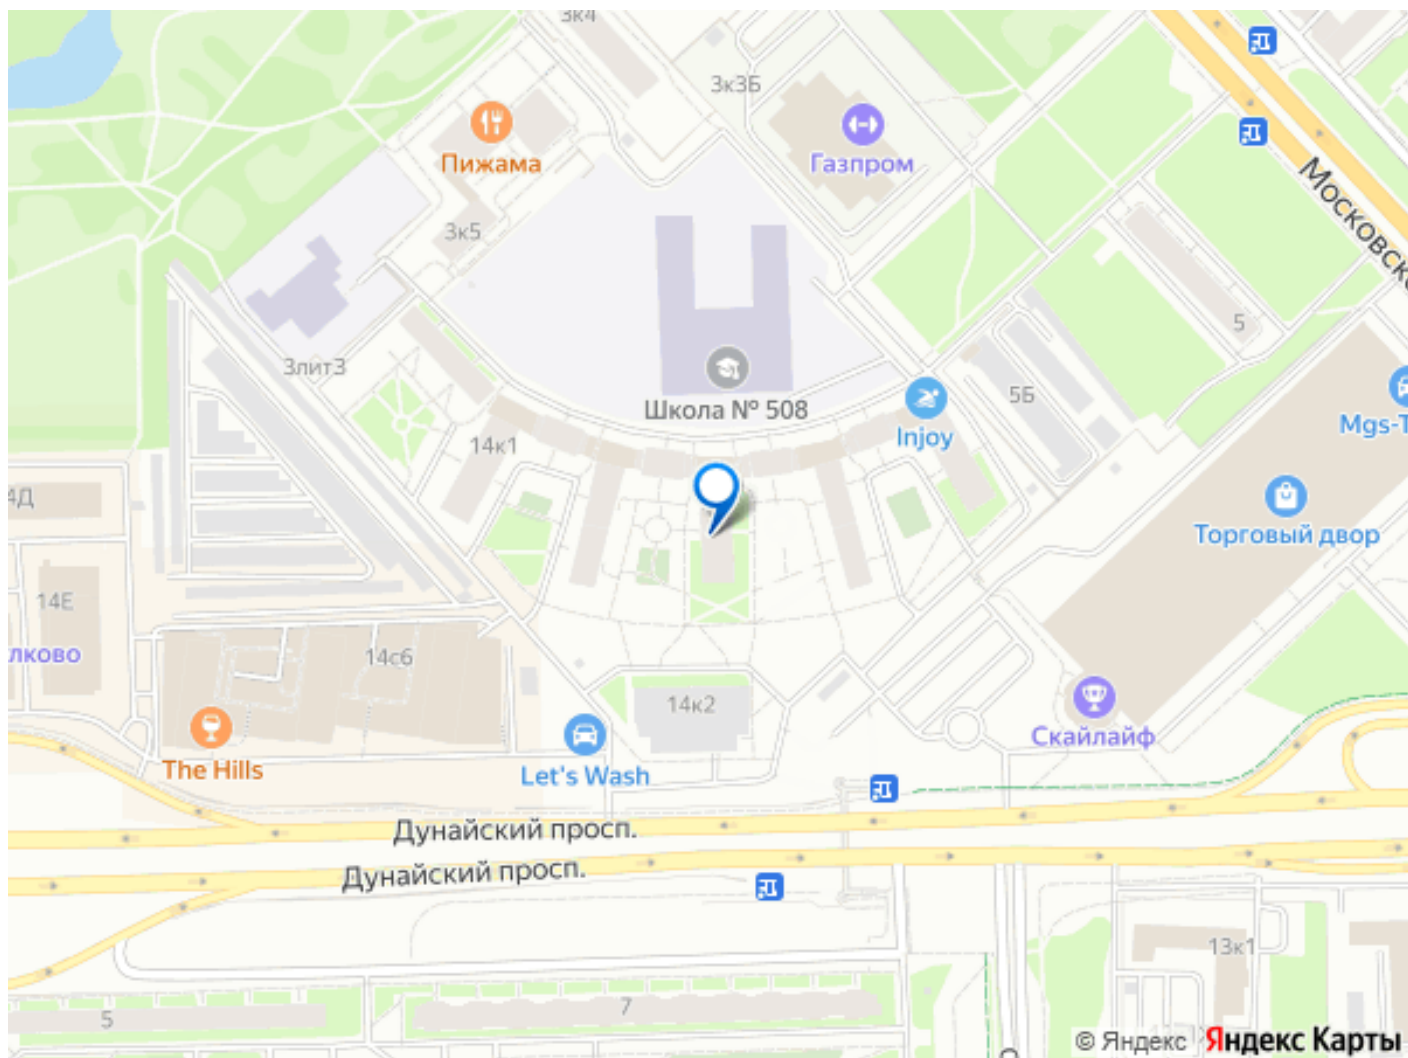 3к4
3к3Б
Пижама
Газпром
Московско
3к5
5
3лит3
Школа № 508
5Б
Injoy
Mgs-T
14к1
4Д
Торговый двор
14Е
лково
14с6
14к2
Скайлайф
The Hills
Let's Wash
Дунайский просп.
Дунайский просп.
13к1
7
5
© Яндекс Яндекс Карты